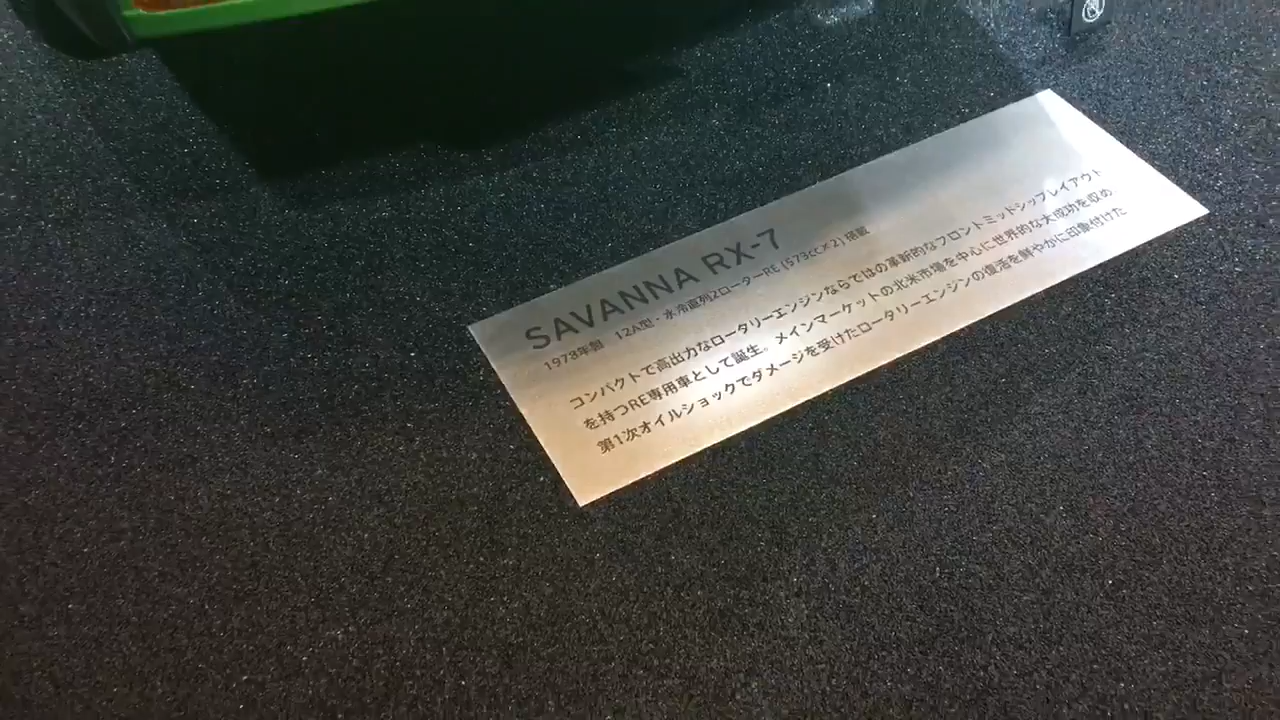 SAVANNA RX-7
1978年製 12A型・水冷直列2ローターRE (573cc×2) 搭載
コンパクトで高出力なロータリーエンジンならではの革新的なフロントミッドシップレイアウト
を持つRE専用車として誕生。メインマーケットの北米市場を中心に世界的な大成功を収め
第1次オイルショックでダメージを受けたロータリーエンジンの復活を鮮やかに印象付けた